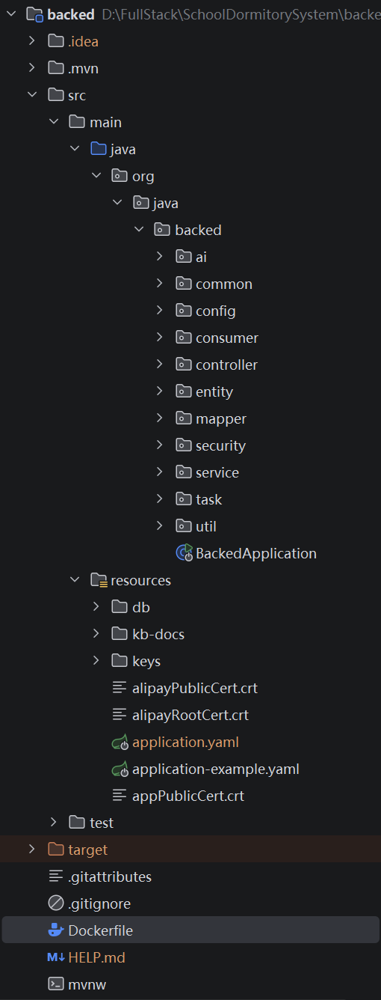 backed D:\FullStack\SchoolDormitorySystem\backe
.idea
.mvn
src
main
java
org
java
backed
ai
common
config
consumer
controller
entity
mapper
security
service
task
util
BackedApplication
resources
db
kb-docs
keys
alipayPublicCert.crt
alipayRootCert.crt
application.yaml
application-example.yaml
appPublicCert.crt
test
target
.gitattributes
.gitignore
Dockerfile
M↓ HELP.md
mvnw